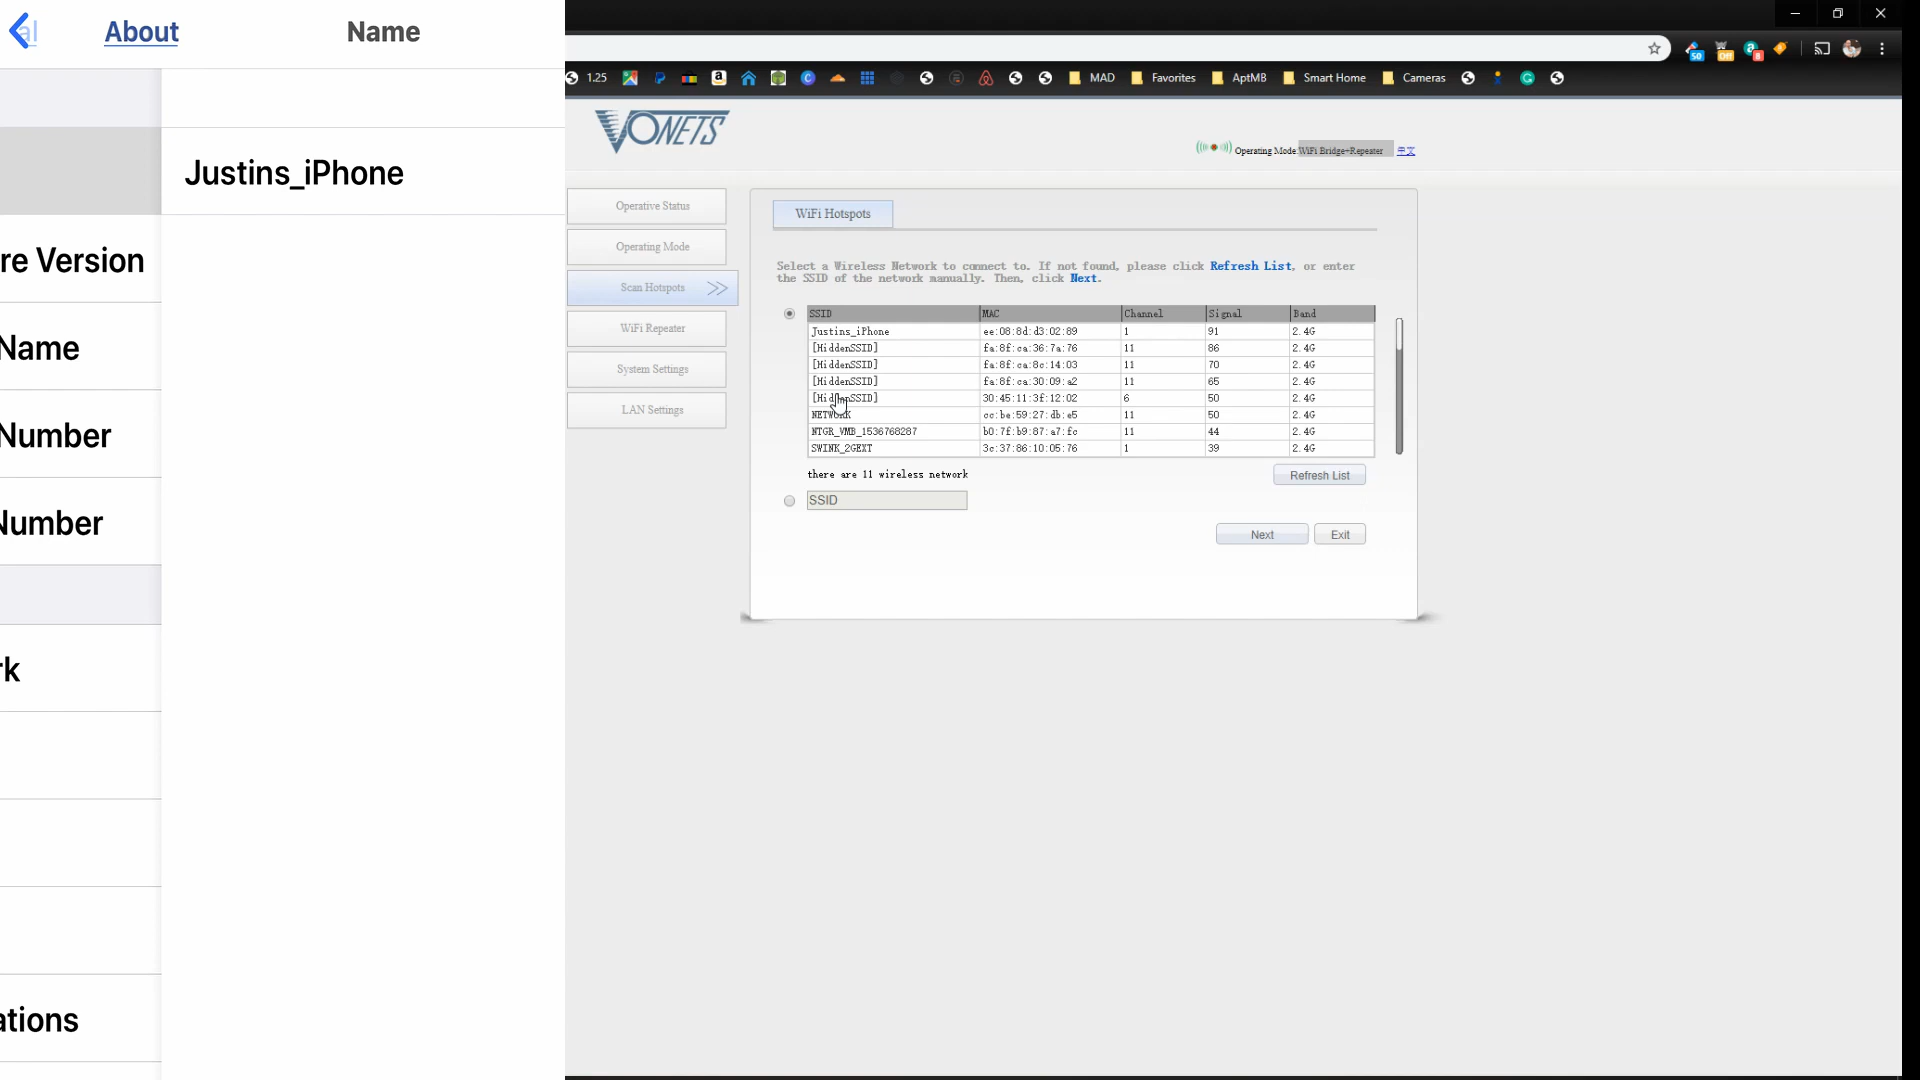 About
Name
Justins_iPhone
re Version
Name
Number
Number
rk
ations
1.25
MAD
Favorites
AptMB
Smart Home
Cameras
VONETS
Operating Mode:WiFi Bridge+Repeater 中文
Operative Status
Operating Mode
Scan Hotspots >>
WiFi Repeater
System Settings
LAN Settings
WiFi Hotspots
Select a Wireless Network to connect to. If not found, please click Refresh List, or enter
the SSID of the network manually. Then, click Next.
SSID MAC Channel Signal Band
Justins_iPhone ee:08:8d:d3:02:89 1 91 2.4G
[HiddenSSID] fa:8f:ca:36:7a:76 11 86 2.4G
[HiddenSSID] fa:8f:ca:8c:14:03 11 70 2.4G
[HiddenSSID] fa:8f:ca:30:09:a2 11 65 2.4G
[HiddenSSID] 30:45:11:3f:12:02 6 50 2.4G
NETWORK cc:be:59:27:db:e5 11 50 2.4G
NTGR_VMB_1536768287 b0:7f:b9:87:a7:fc 11 44 2.4G
SWINK_2GEXT 3c:37:86:10:05:76 1 39 2.4G
there are 11 wireless network
Refresh List
SSID
Next
Exit